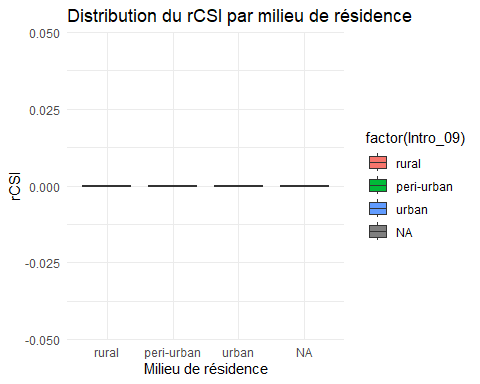 Distribution du rCSI par milieu de résidence
0.050
0.025
0.000
-0.025
-0.050
rCSI
rural
peri-urban
urban
NA
Milieu de résidence
factor(Intro_09)
rural
peri-urban
urban
NA